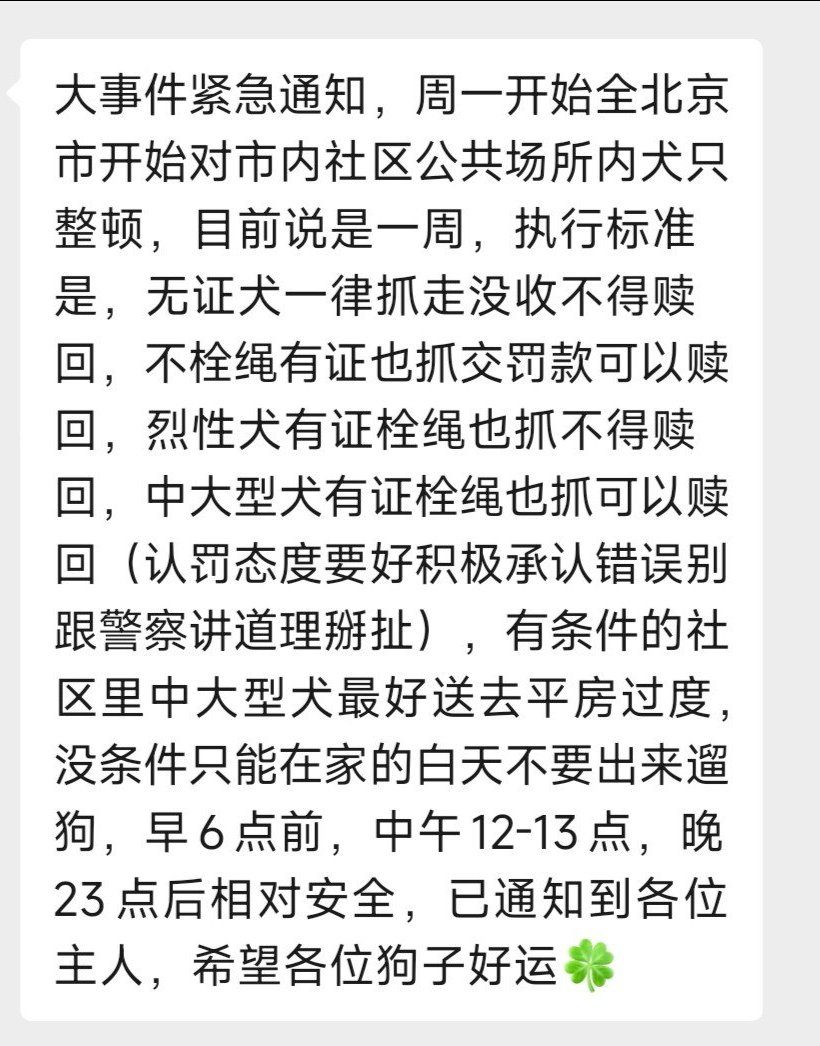 大事件紧急通知，周一开始全北京
市开始对市内社区公共场所内犬只
整顿，目前说是一周，执行标准
是，无证犬一律抓走没收不得赎
回，不栓绳有证也抓交罚款可以赎
回，烈性犬有证栓绳也抓不得赎
回，中大型犬有证栓绳也抓可以赎
回（认罚态度要好积极承认错误别
跟警察讲道理掰扯），有条件的社
区里中大型犬最好送去平房过度，
没条件只能在家的白天不要出来遛
狗，早6点前，中午12-13点，晚
23点后相对安全，已通知到各位
主人，希望各位狗子好运🍀